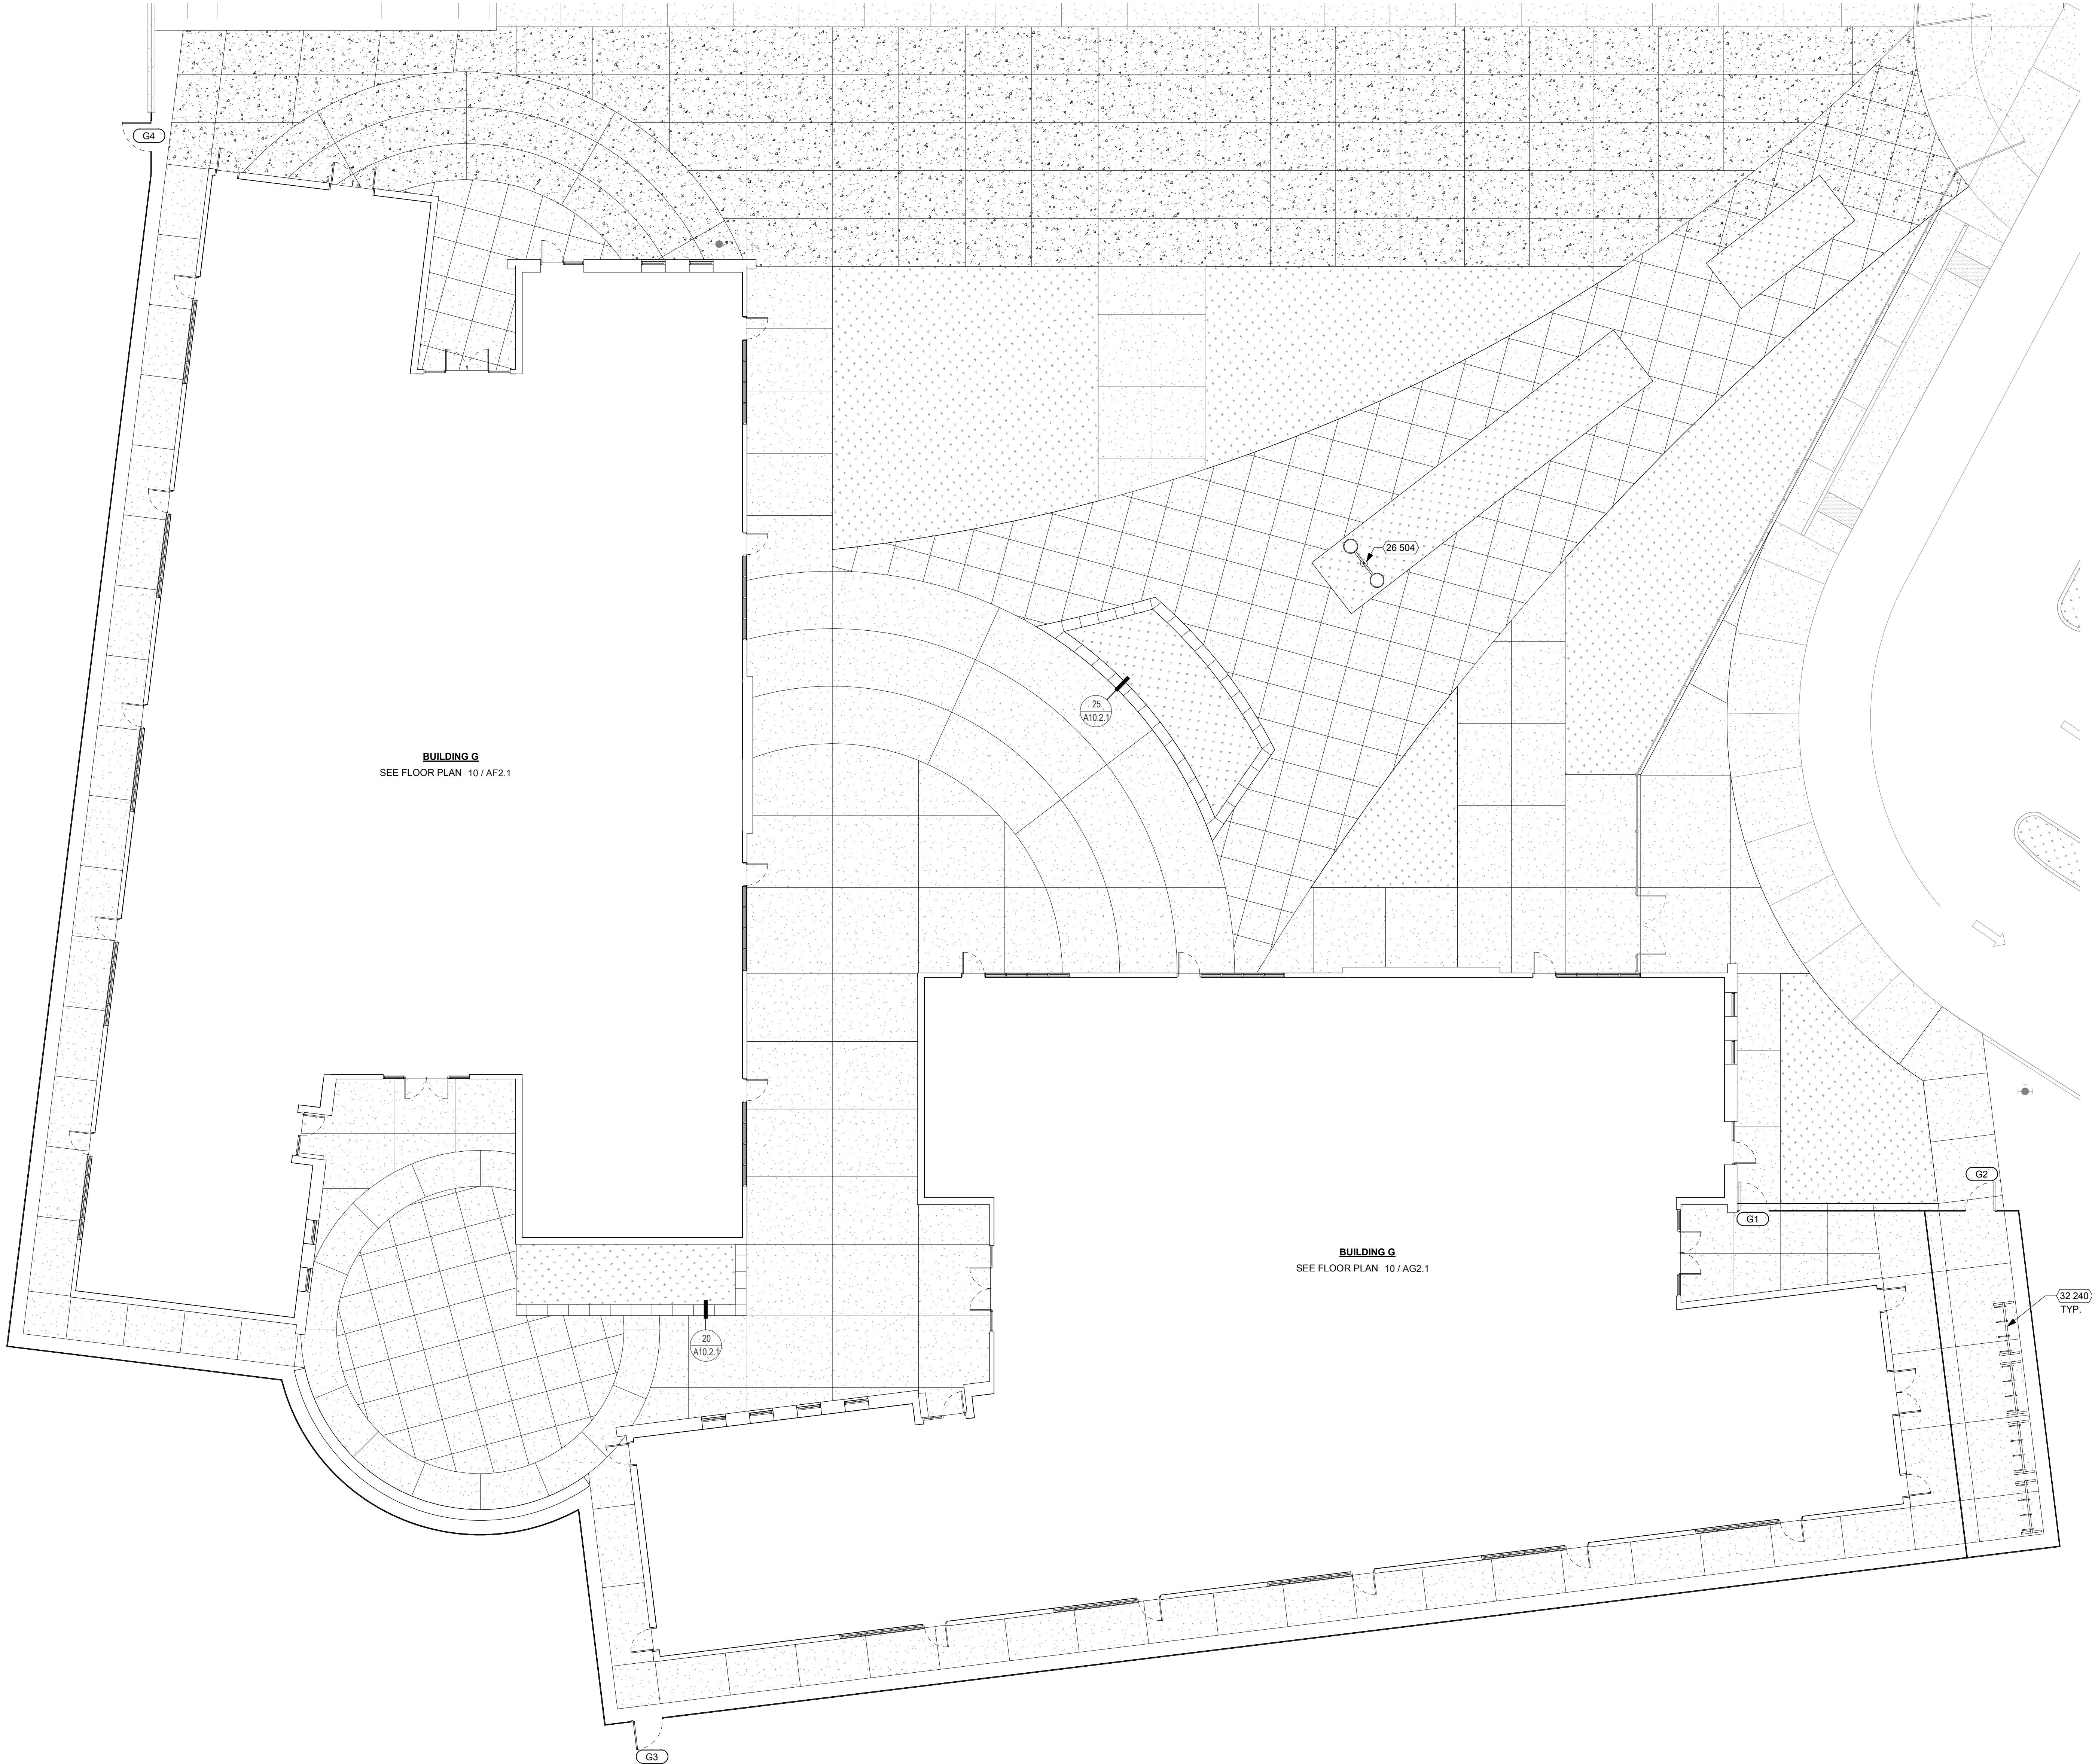 G4
26 504
25
A10.2.1
BUILDING G
SEE FLOOR PLAN 10 / AF2.1
G2
G1
BUILDING G
SEE FLOOR PLAN 10 / AG2.1
32 240
TYP.
20
A10.2.1
G3